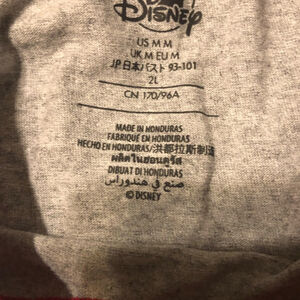 Disney
US M M
UK M EU M
JP 日本バスト 93-101
2L
CN 170/96A
MADE IN HONDURAS
FABRIQUÉ EN HONDURAS
HECHO EN HONDURAS/洪都拉斯制造
ผลิตในฮอนดูรัส
DIBUAT DI HONDURAS
صنع في هندوراس
© DISNEY